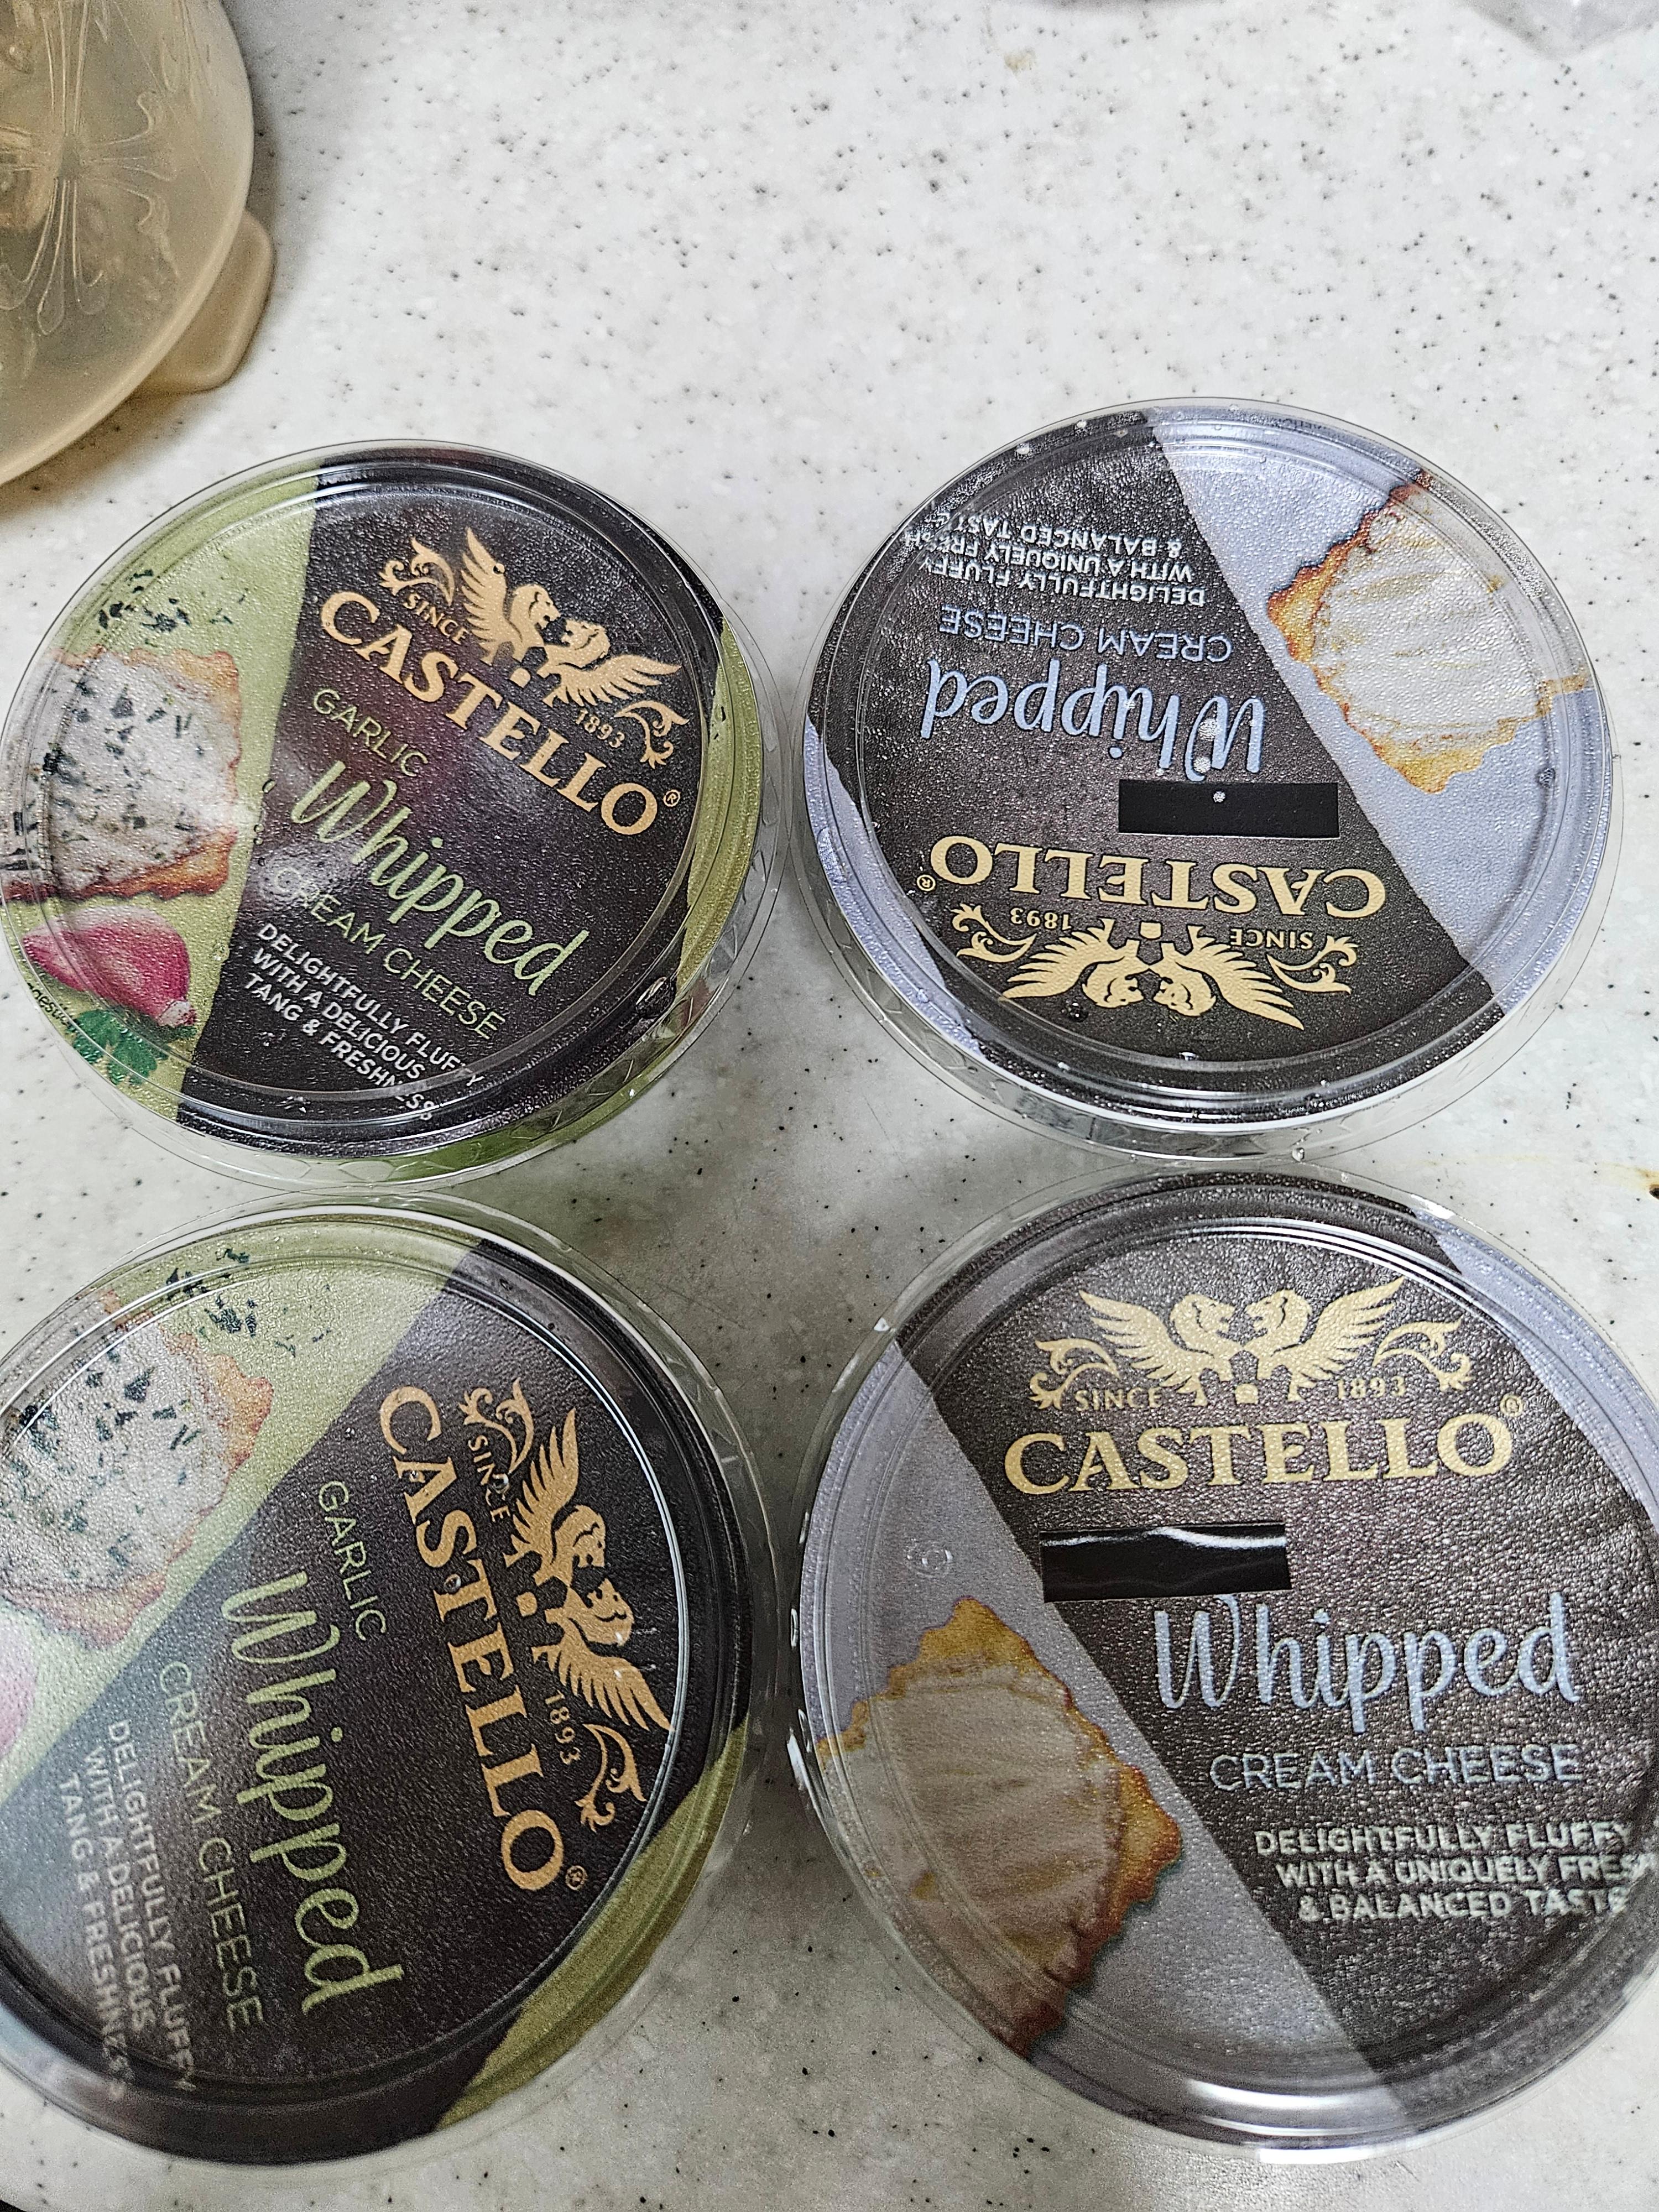 SINCE 1893
CASTELLO®
GARLIC
Whipped
CREAM CHEESE
DELIGHTFULLY FLUFFY
WITH A DELICIOUS
TANG & FRESHNESS
SINCE 1893
CASTELLO®
Whipped
CREAM CHEESE
DELIGHTFULLY FLUFFY
WITH A UNIQUELY FRESH
& BALANCED TASTE
SINCE 1893
CASTELLO®
GARLIC
Whipped
CREAM CHEESE
DELIGHTFULLY FLUFFY
WITH A DELICIOUS
TANG & FRESHNESS
SINCE 1893
CASTELLO®
Whipped
CREAM CHEESE
DELIGHTFULLY FLUFFY
WITH A UNIQUELY FRESH
& BALANCED TASTE